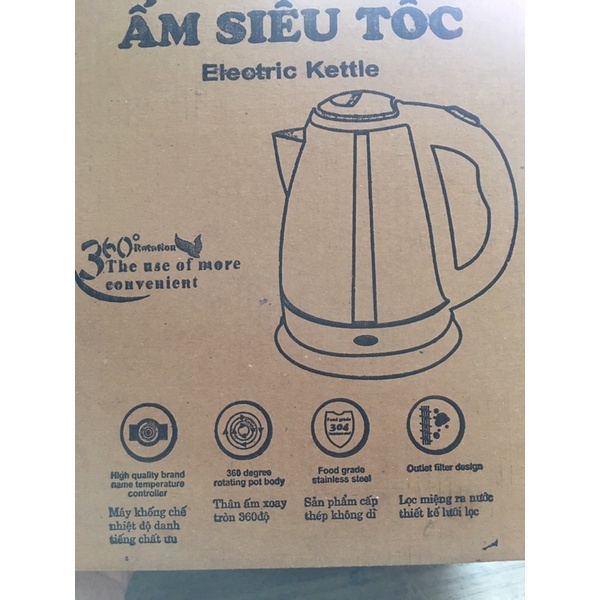 ẤM SIÊU TỐC
Electric Kettle
360° Rotation
The use of more
convenient
Food grade
304
High quality brand
name temperature
controller
360 degree
rotating pot body
Food grade
stainless steel
Outlet filter design
Máy khống chế
nhiệt độ danh
tiếng chất ưu
Thân ấm xoay
tròn 360độ
Sản phẩm cấp
thép không dỉ
Lọc miệng ra nước
thiết kế lưới lọc